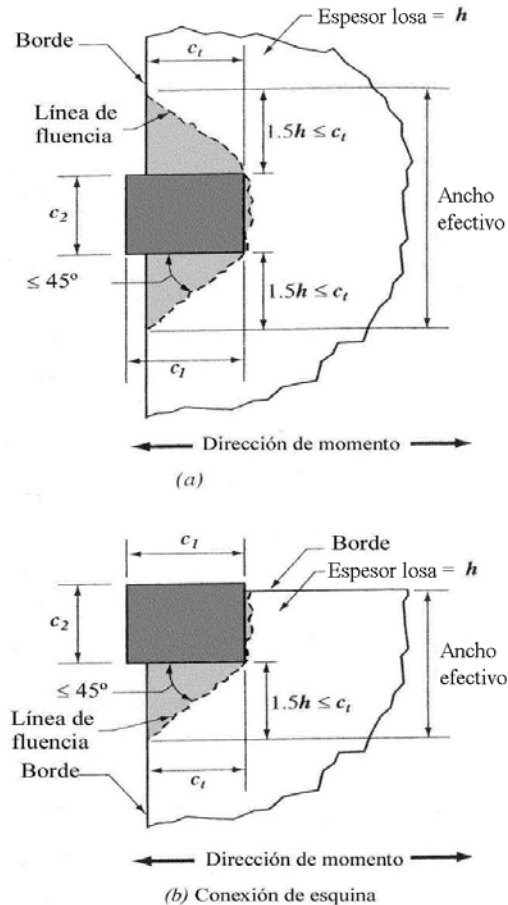 Espesor losa = h
Borde
c_t
Línea de
fluencia
1.5h ≤ c_t
c_2
Ancho
efectivo
≤ 45º
1.5h ≤ c_t
c_1
Dirección de momento
(a)
c_1
Borde
Espesor losa = h
c_2
Ancho
efectivo
≤ 45º
1.5h ≤ c_t
Línea de
fluencia
Borde
c_t
Dirección de momento
(b) Conexión de esquina